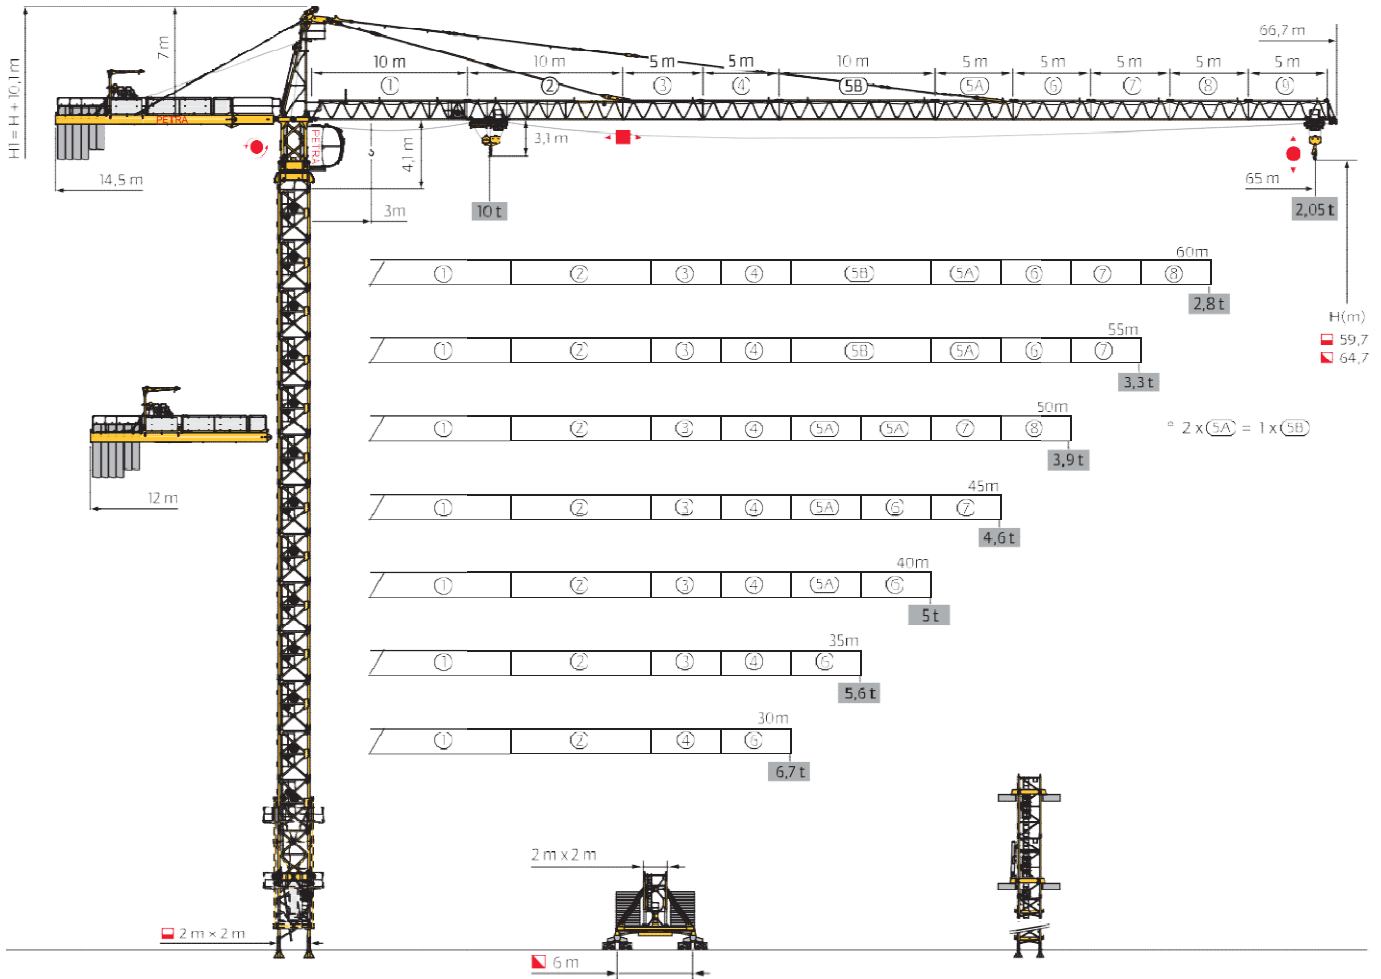 H1 = H + 10,1 m
7 m
66,7 m
10 m 10 m 5 m 5 m 10 m 5 m 5 m 5 m 5 m 5 m
1 2 3 4 5B 5A 6 7 8 9
PETRA
PETRA
3,1 m
4,1 m
14,5 m
3m
65 m
10 t
2,05 t
60m
1 2 3 4 5B 5A 6 7 8
2,8 t
H(m)
59,7
64,7
55m
1 2 3 4 5B 5A 6 7
3,3 t
50m
1 2 3 4 5A 5A 7 8
3,9 t
° 2 x 5A = 1 x 5B
12 m
45m
1 2 3 4 5A 6 7
4,6 t
40m
1 2 3 4 5A 6
5 t
35m
1 2 3 4 6
5,6 t
30m
1 2 4 6
6,7 t
2 m x 2 m
2 m × 2 m
6 m